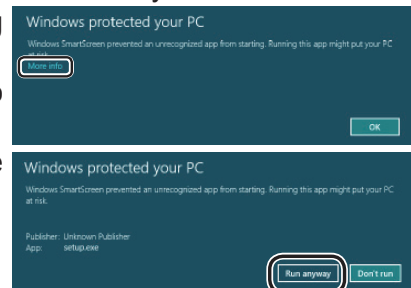 Windows protected your PC
Windows SmartScreen prevented an unrecognized app from starting. Running this app might put your PC
at risk.
More info
OK
Windows protected your PC
Windows SmartScreen prevented an unrecognized app from starting. Running this app might put your PC
at risk.
Publisher: Unknown Publisher
App: setup.exe
Run anyway
Don't run